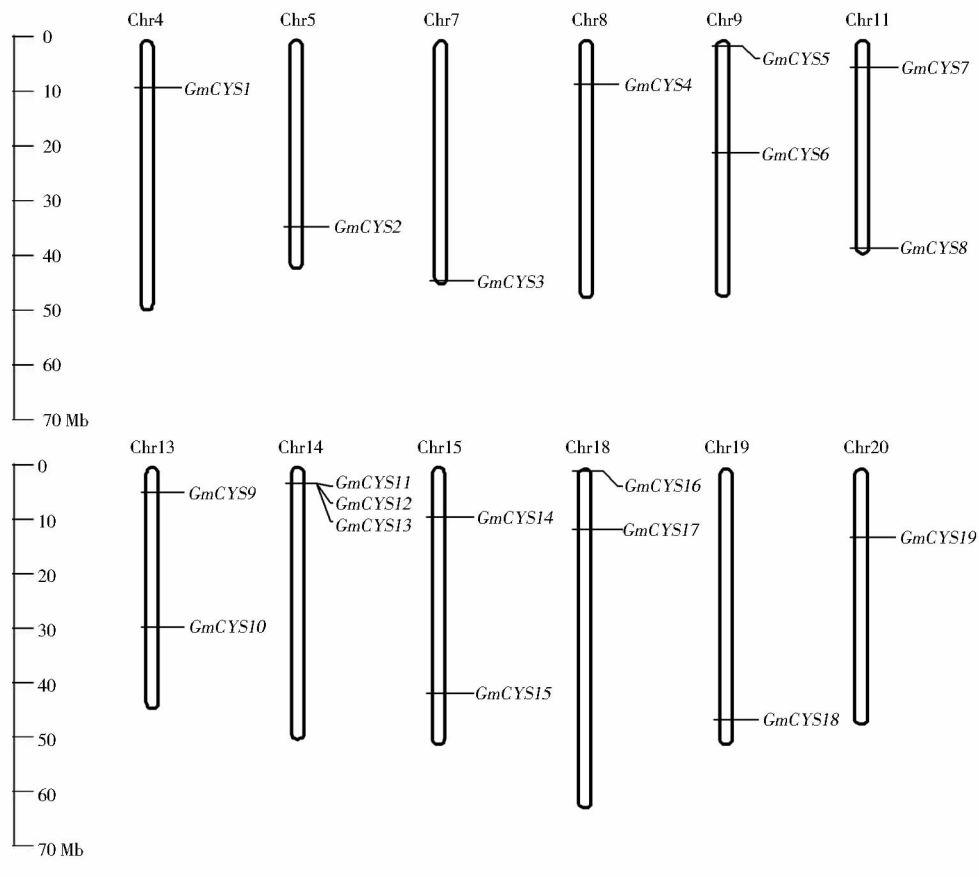 Chr4 Chr5 Chr7 Chr8 Chr9 Chr11
0
GmCYS5
GmCYS7
GmCYS4
10
GmCYS1
20
GmCYS6
30
GmCYS2
40
GmCYS8
GmCYS3
50
60
70 Mb
Chr13 Chr14 Chr15 Chr18 Chr19 Chr20
0
GmCYS11
GmCYS16
GmCYS9
GmCYS12
10
GmCYS14
GmCYS13
GmCYS17
GmCYS19
20
30
GmCYS10
40
GmCYS15
GmCYS18
50
60
70 Mb